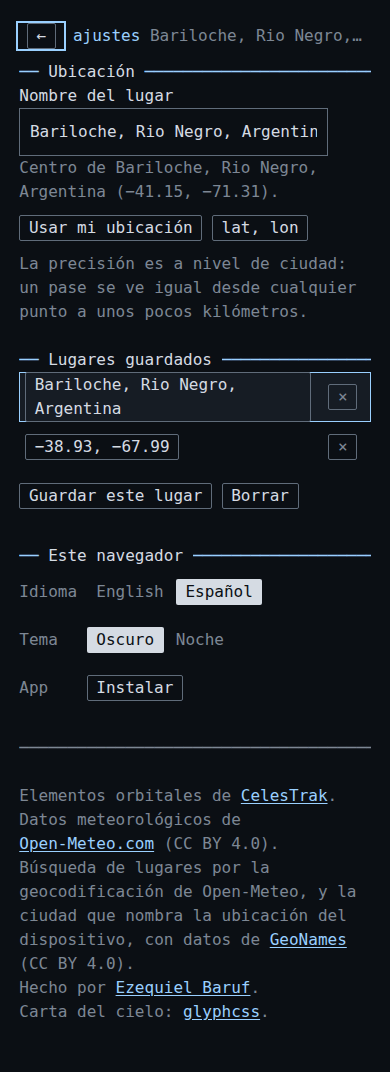 ← ajustes Bariloche, Rio Negro,…
Ubicación
Nombre del lugar
Bariloche, Rio Negro, Argentin
Centro de Bariloche, Rio Negro,
Argentina (−41.15, −71.31).
Usar mi ubicación lat, lon
La precisión es a nivel de ciudad:
un pase se ve igual desde cualquier
punto a unos pocos kilómetros.
Lugares guardados
Bariloche, Rio Negro,
Argentina ×
−38.93, −67.99 ×
Guardar este lugar Borrar
Este navegador
Idioma English Español
Tema Oscuro Noche
App Instalar
Elementos orbitales de CelesTrak.
Datos meteorológicos de
Open-Meteo.com (CC BY 4.0).
Búsqueda de lugares por la
geocodificación de Open-Meteo, y la
ciudad que nombra la ubicación del
dispositivo, con datos de GeoNames
(CC BY 4.0).
Hecho por Ezequiel Baruf.
Carta del cielo: glyphcss.